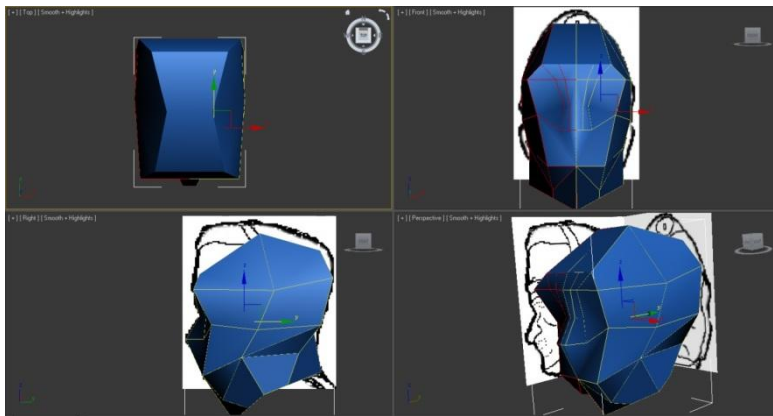 [+] [Top] [Smooth + Highlights]
[+] [Front] [Smooth + Highlights]
[+] [Right] [Smooth + Highlights]
[+] [Perspective] [Smooth + Highlights]